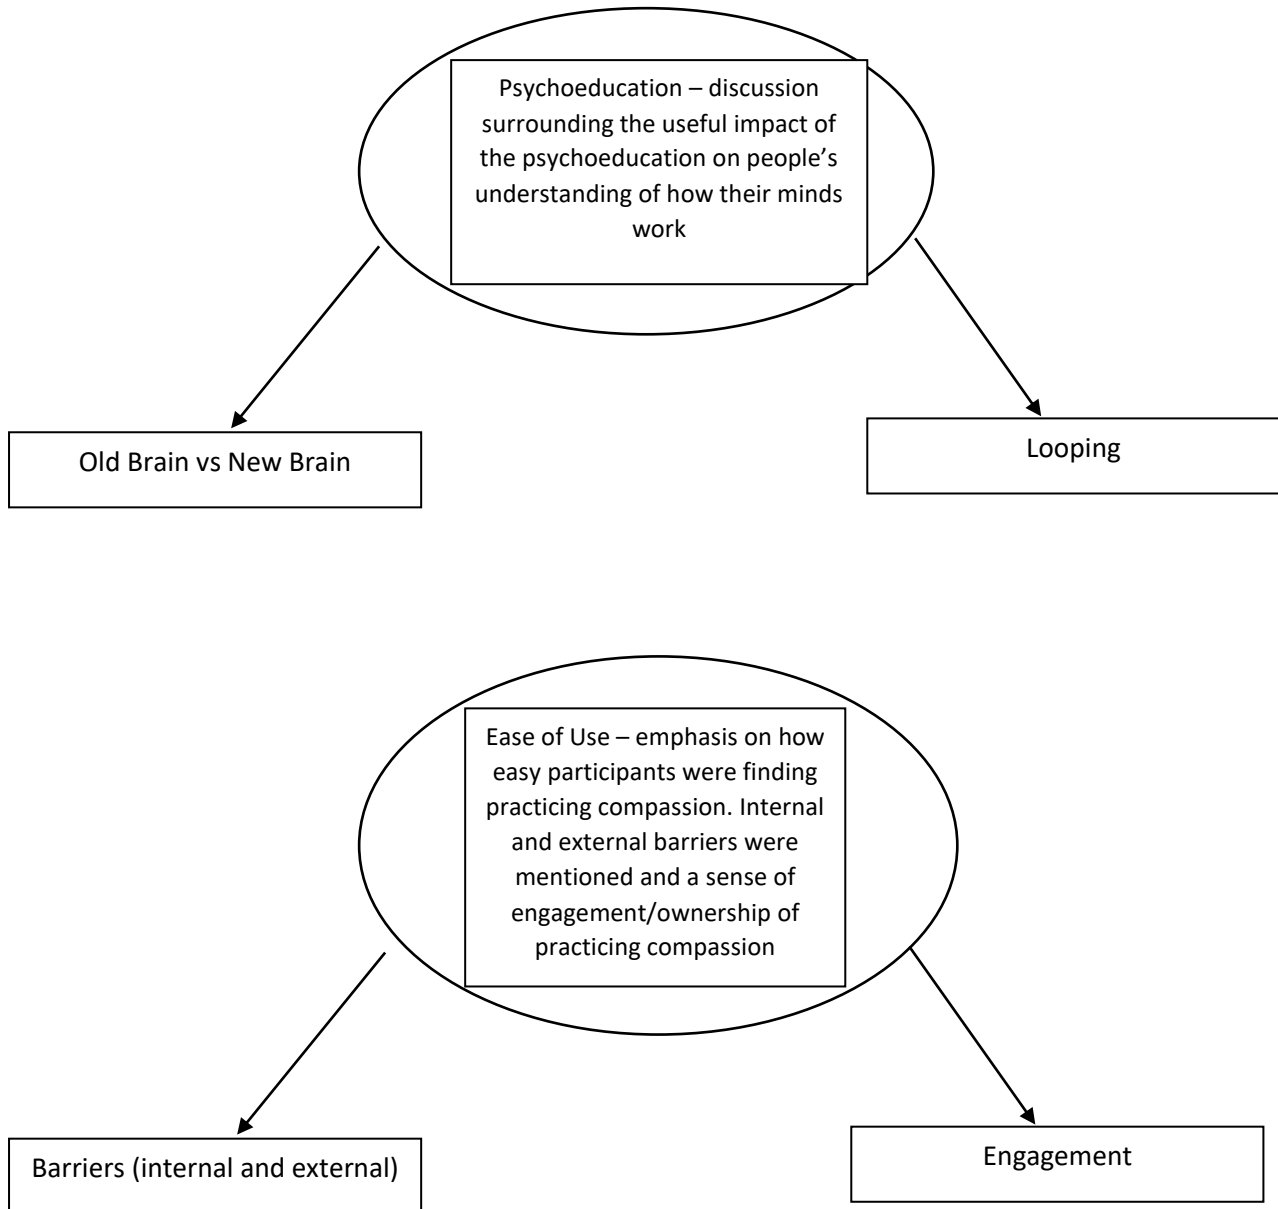 Psychoeducation – discussion
surrounding the useful impact of
the psychoeducation on people’s
understanding of how their minds
work
Old Brain vs New Brain
Looping
Ease of Use – emphasis on how
easy participants were finding
practicing compassion. Internal
and external barriers were
mentioned and a sense of
engagement/ownership of
practicing compassion
Barriers (internal and external)
Engagement